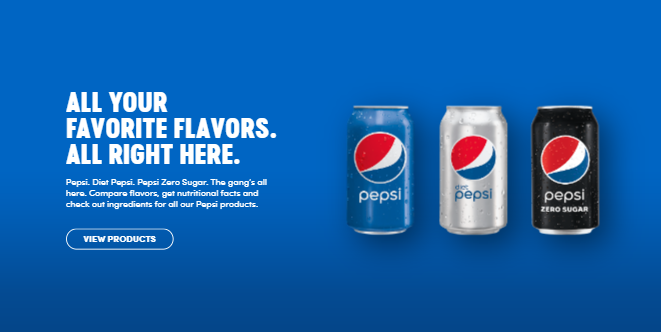 ALL YOUR
FAVORITE FLAVORS.
ALL RIGHT HERE.
Pepsi. Diet Pepsi. Pepsi Zero Sugar. The gang's all
here. Compare flavors, get nutritional facts and
check out ingredients for all our Pepsi products.
VIEW PRODUCTS
pepsi
diet
pepsi
pepsi
ZERO SUGAR